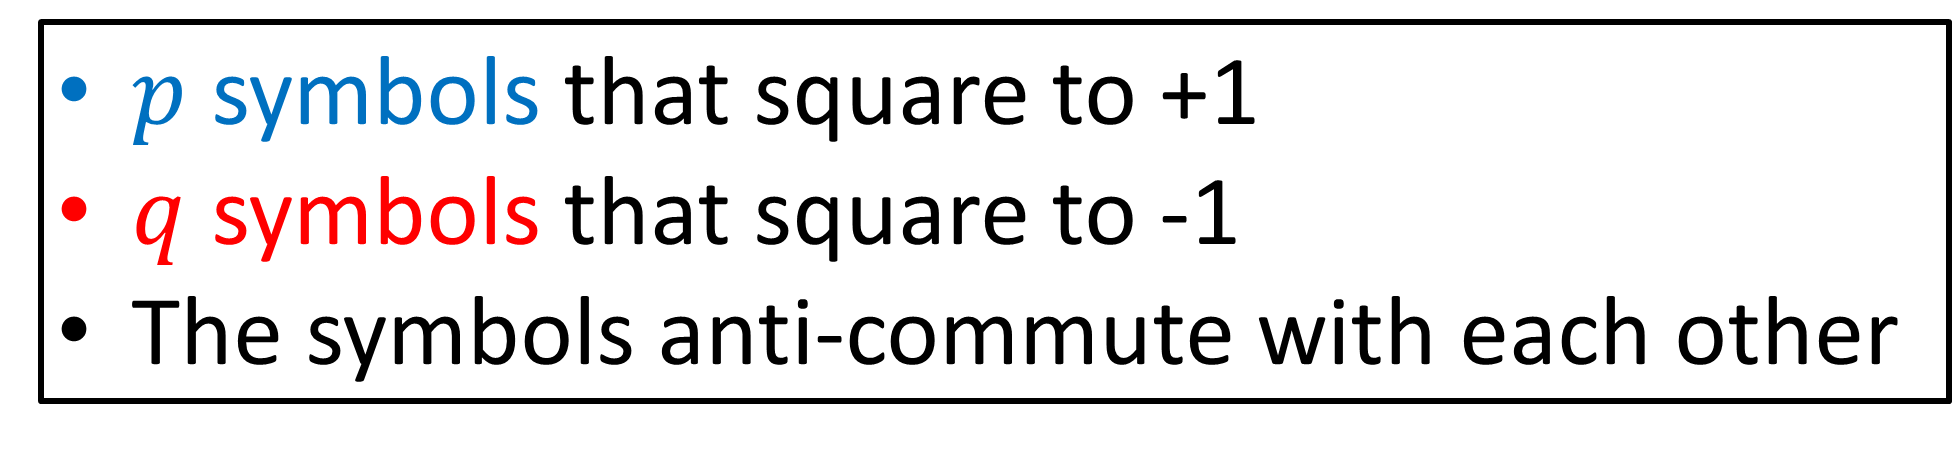 • p symbols that square to +1
• q symbols that square to -1
• The symbols anti-commute with each other